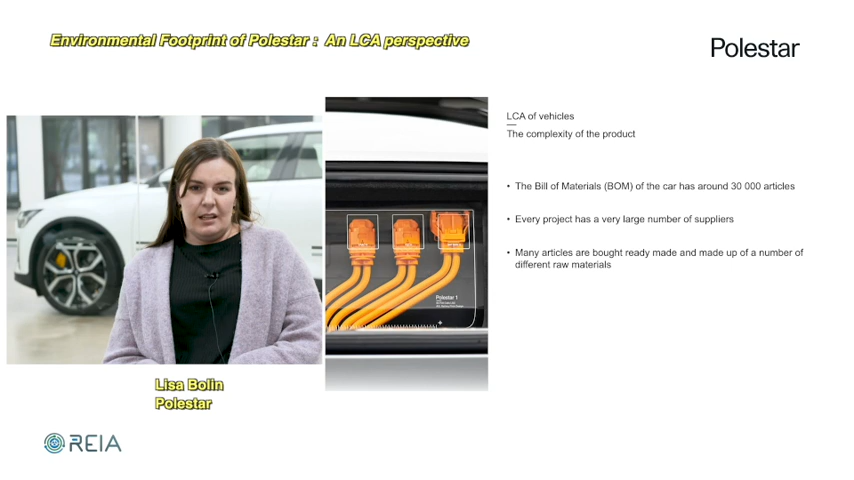 Environmental Footprint of Polestar : An LCA perspective
Polestar
LCA of vehicles
The complexity of the product
• The Bill of Materials (BOM) of the car has around 30 000 articles
• Every project has a very large number of suppliers
• Many articles are bought ready made and made up of a number of
different raw materials
Polestar 1
Lisa Bolin
Polestar
REIA